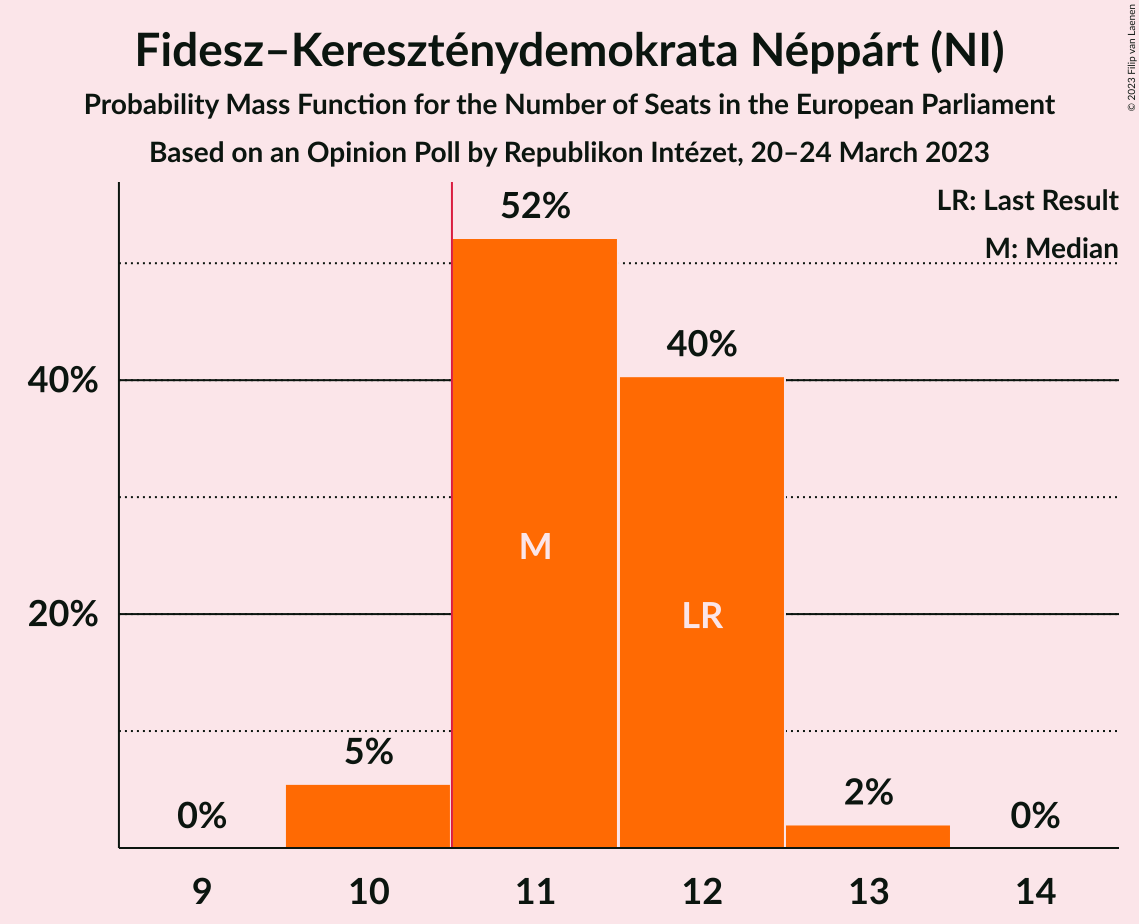 Fidesz–Kereszténydemokrata Néppárt (NI)
Probability Mass Function for the Number of Seats in the European Parliament
Based on an Opinion Poll by Republikon Intézet, 20–24 March 2023
© 2023 Filip van Laenen
LR: Last Result
M: Median
52%
40%
40%
M
20%
LR
5%
2%
0%
0%
9
10
11
12
13
14